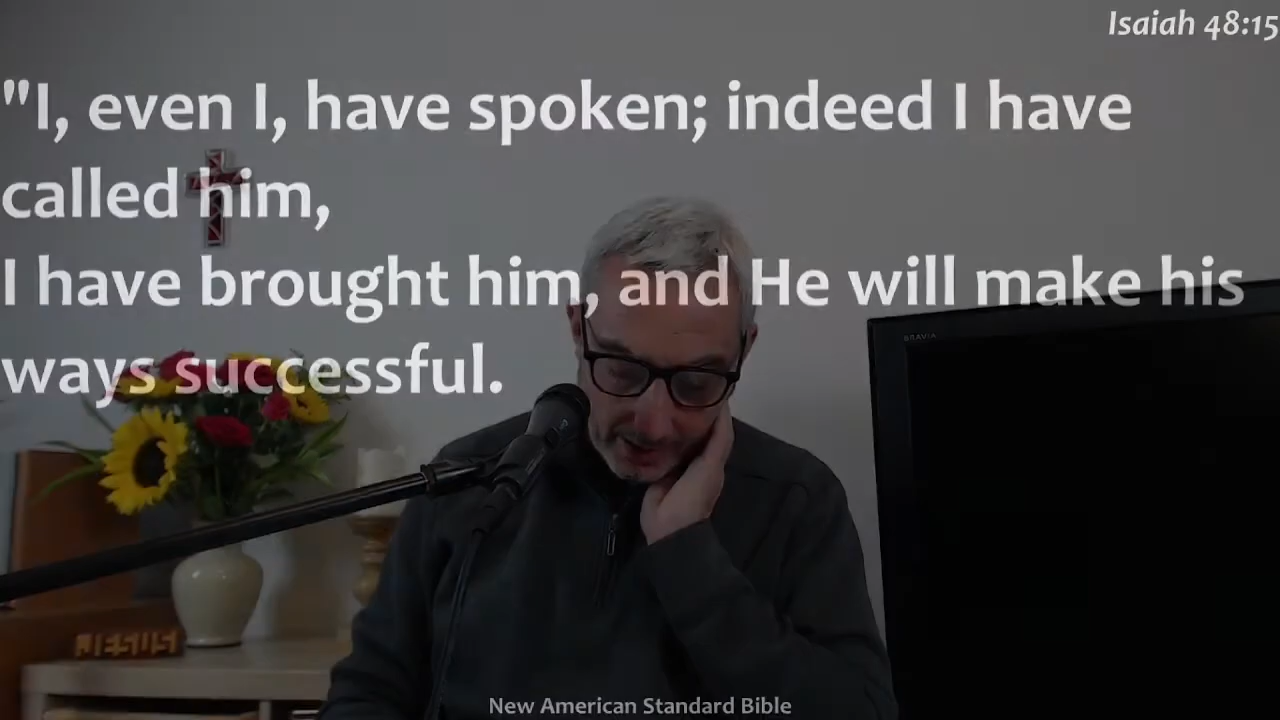 Isaiah 48:15
"I, even I, have spoken; indeed I have
called him,
I have brought him, and He will make his
ways successful.
BRAVIA
JESUS
New American Standard Bible